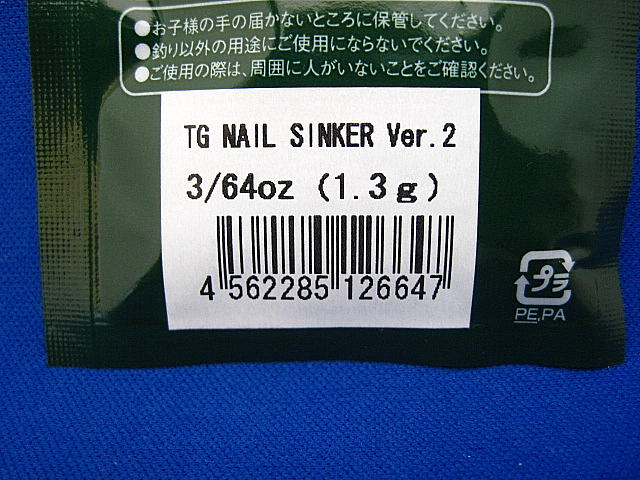 ●お子様の手の届かないところに保管してください。
●釣り以外の用途にご使用にならないでください。
●ご使用の際は、周囲に人がいないことをご確認ください。
TG NAIL SINKER Ver.2
3/64oz (1.3g)
4 562285 126647
プラ
PE,PA